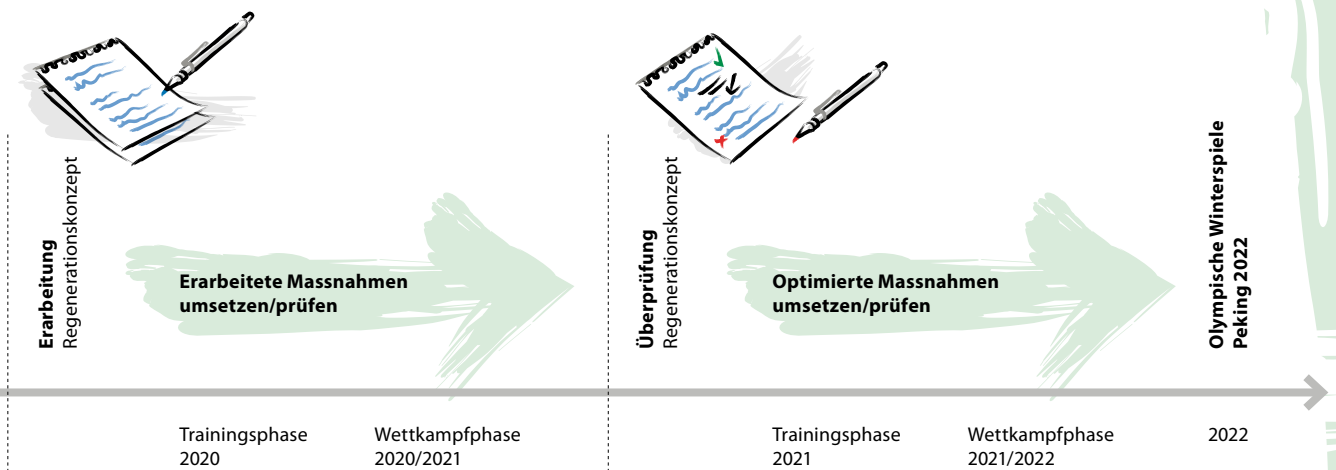 Erarbeitung
Regenerationskonzept
Erarbeitete Massnahmen
umsetzen/prüfen
Überprüfung
Regenerationskonzept
Optimierte Massnahmen
umsetzen/prüfen
Olympische Winterspiele
Peking 2022
Trainingsphase
2020
Wettkampfphase
2020/2021
Trainingsphase
2021
Wettkampfphase
2021/2022
2022